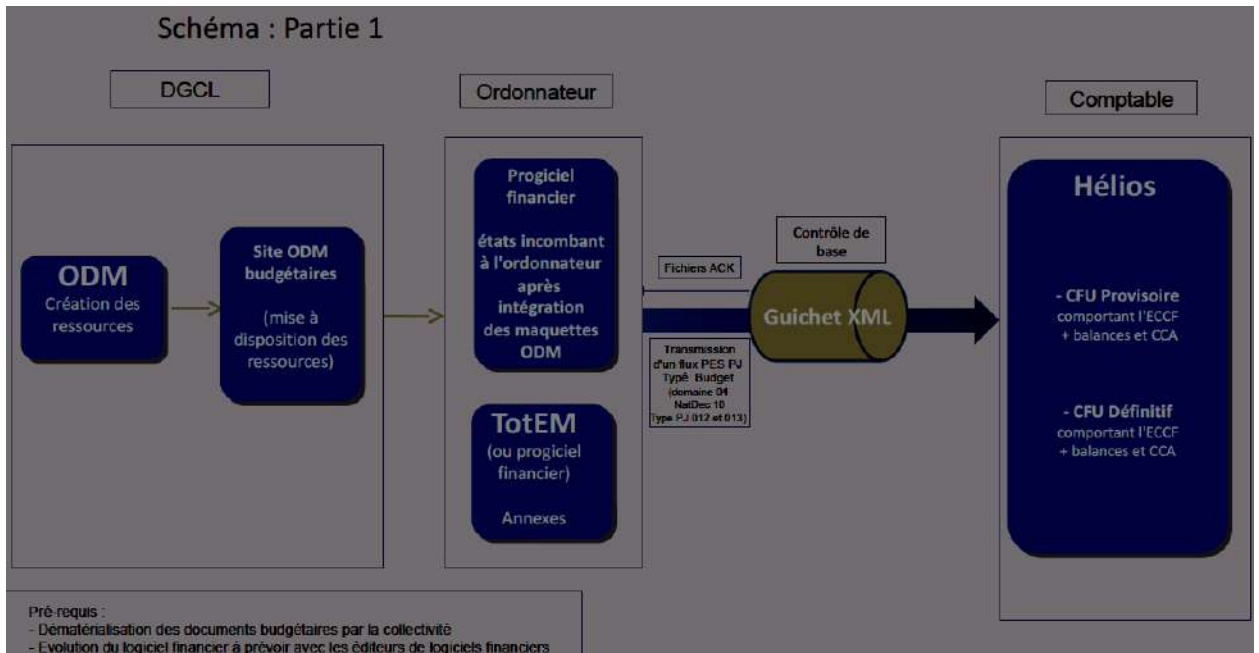 Schéma : Partie 1
DGCL
Ordonnateur
Comptable
ODM
Création des
ressources
Site ODM
budgétaires
(mise à
disposition des
ressources)
Progiciel
financier
états incombant
à l'ordonnateur
après
intégration
des maquettes
ODM
TotEM
(ou progiciel
financier)
Annexes
Fichiers ACK
Transmission
d'un flux PES PJ
Typé Budget
(domaine 04
NatDec 10
Type PJ 012 et 013)
Contrôle de
base
Guichet XML
Hélios
- CFU Provisoire
comportant l'ECCF
+ balances et CCA
- CFU Définitif
comportant l'ECCF
+ balances et CCA
Pré-requis :
- Dématérialisation des documents budgétaires par la collectivité
- Evolution du logiciel financier à prévoir avec les éditeurs de logiciels financiers